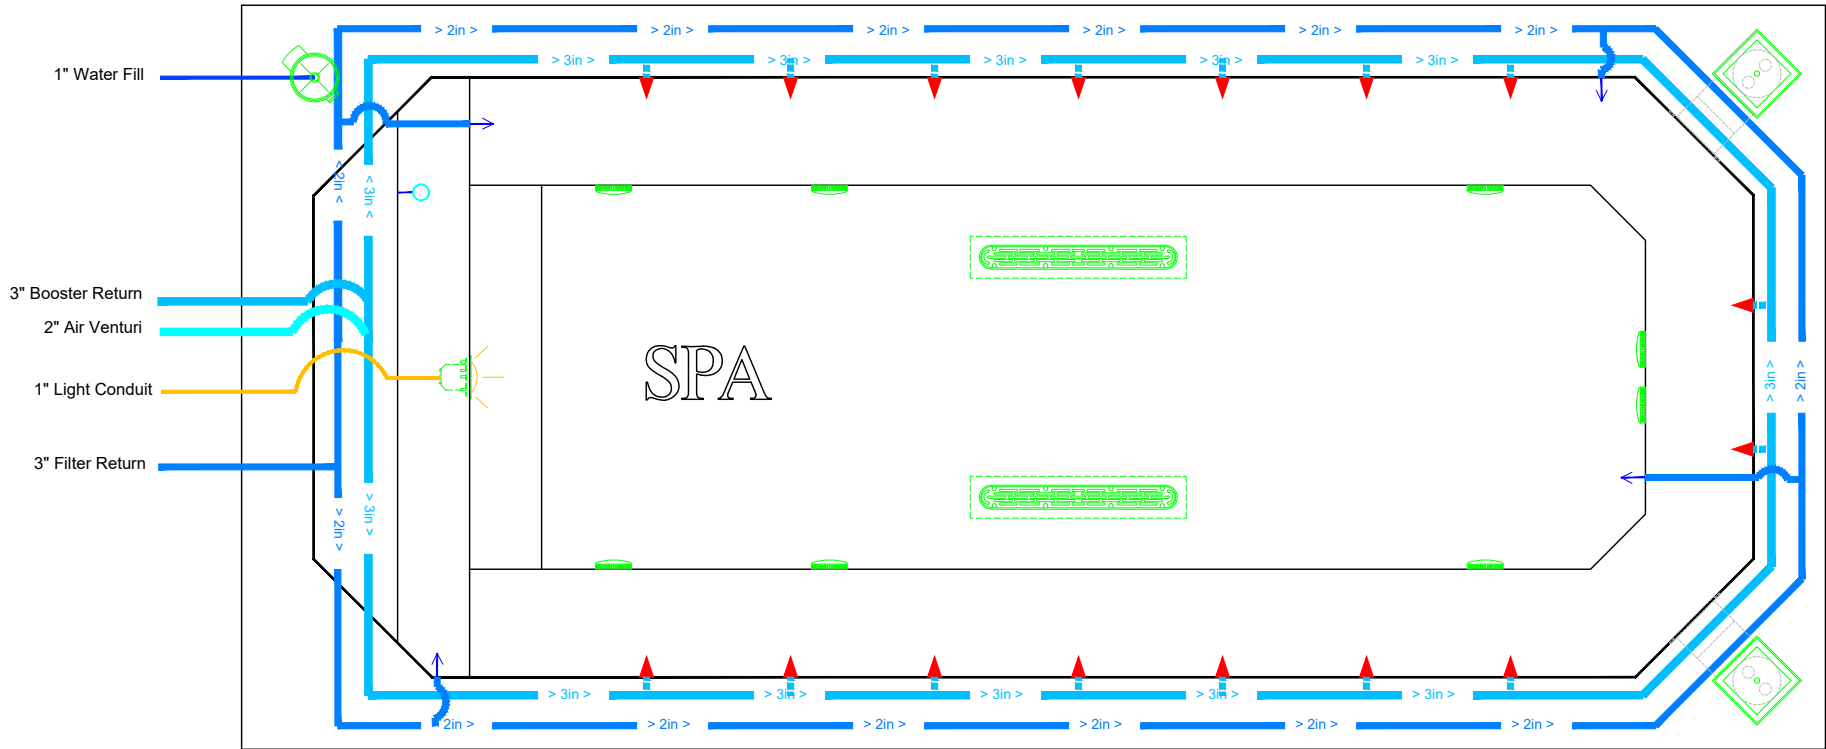 > 2in > > 2in > > 2in > > 2in > > 2in > > 2in >
> 3in > > 3in > > 3in > > 3in > > 3in >
1" Water Fill
< 2in <
< 3in <
3" Booster Return
2" Air Venturi
SPA
> 3in >
> 2in >
1" Light Conduit
3" Filter Return
> 3in >
> 2in >
> 3in > > 3in > > 3in > > 3in > > 3in >
2in > > 2in > > 2in > > 2in > > 2in > > 2in >